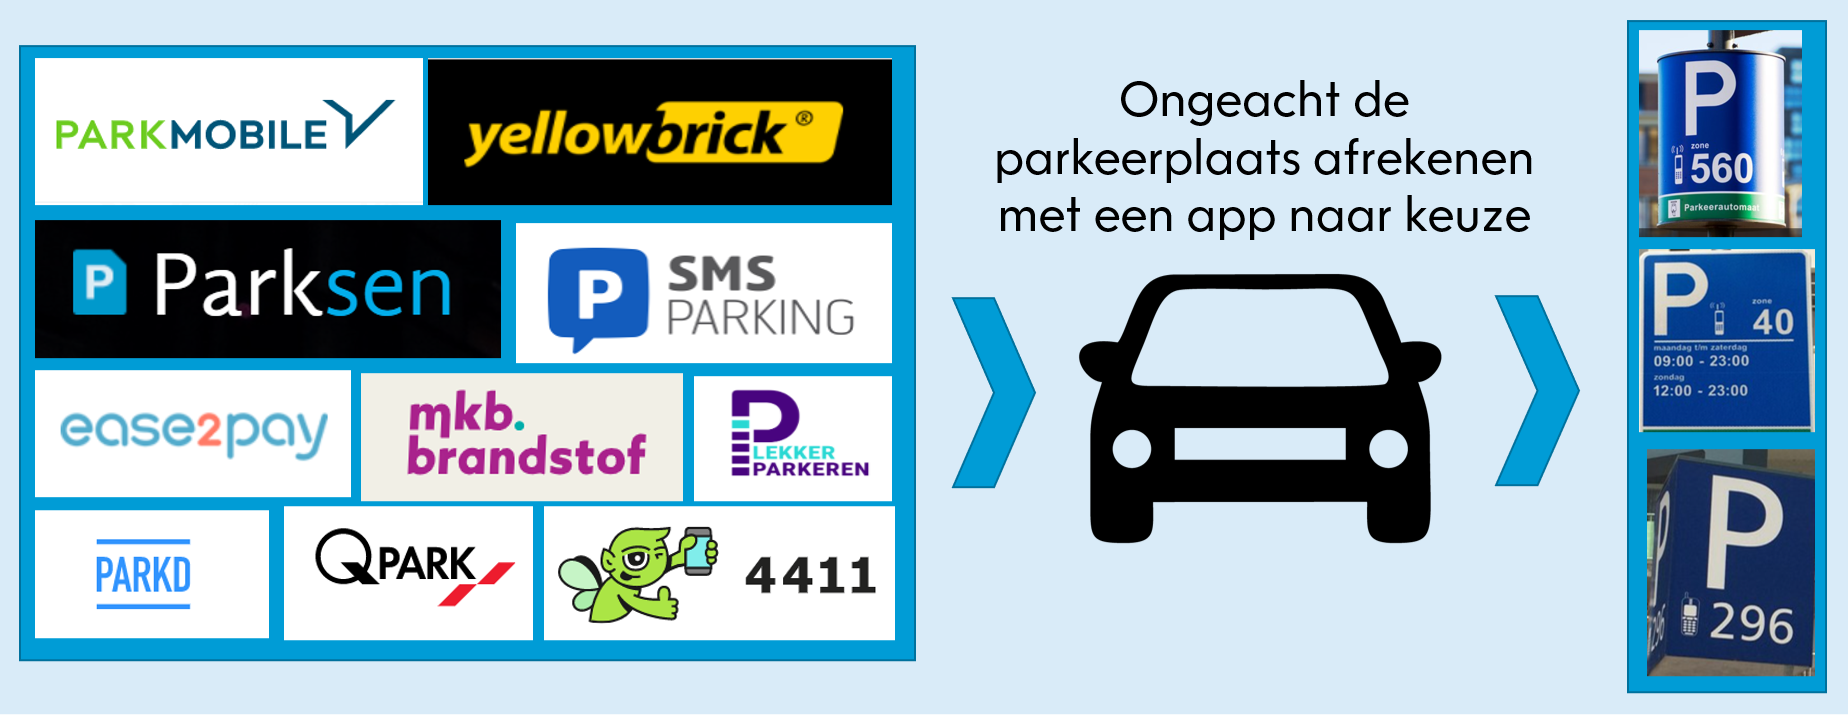 PARKMOBILE
yellowbrick®
Parksen
P
SMS
PARKING
P
ease2pay
mkb.
brandstof
P
LEKKER
PARKEREN
PARKD
QPARK
4411
Ongeacht de
parkeerplaats afrekenen
met een app naar keuze
P
zone
560
Parkeerautomaat
P
zone
40
maandag t/m zaterdag
09:00 - 23:00
zondag
12:00 - 23:00
P
296
296